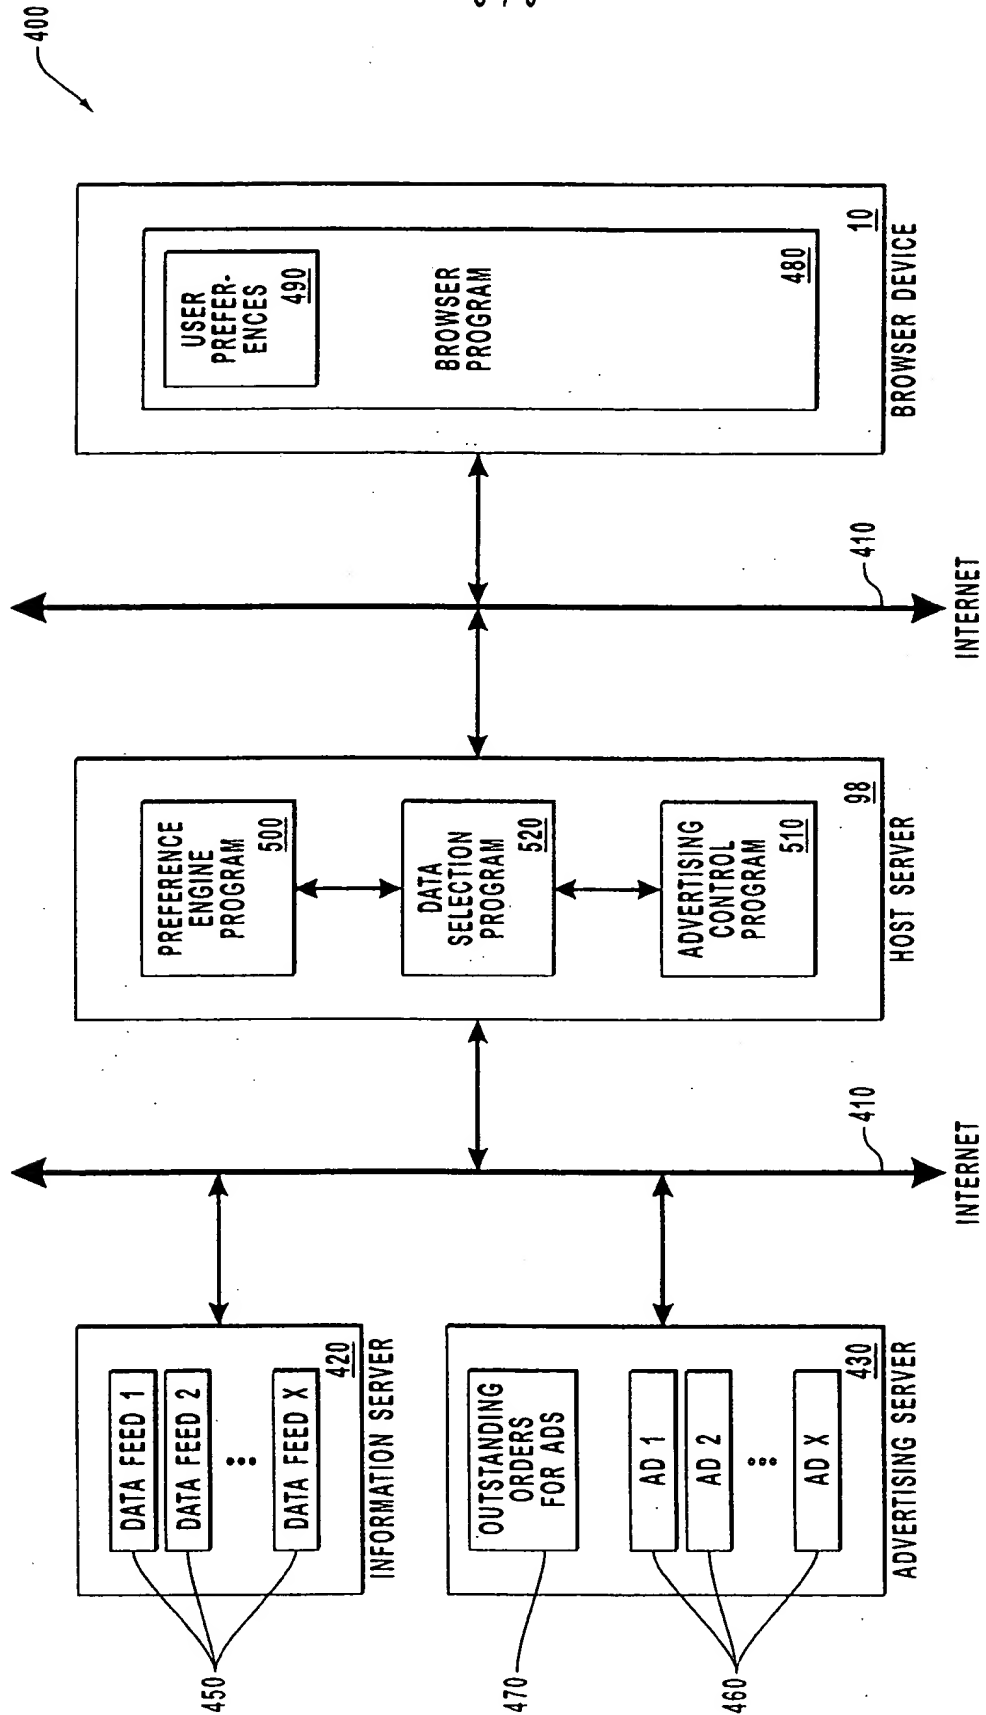 400
DATA FEED 1
DATA FEED 2
DATA FEED X
420
INFORMATION SERVER
450
OUTSTANDING
ORDERS
FOR ADS
470
AD 1
AD 2
AD X
430
ADVERTISING SERVER
460
410
INTERNET
PREFERENCE
ENGINE
PROGRAM
500
DATA
SELECTION
PROGRAM
520
ADVERTISING
CONTROL
PROGRAM
510
98
HOST SERVER
410
INTERNET
USER
PREFER-
ENCES
490
BROWSER
PROGRAM
480
10
BROWSER DEVICE